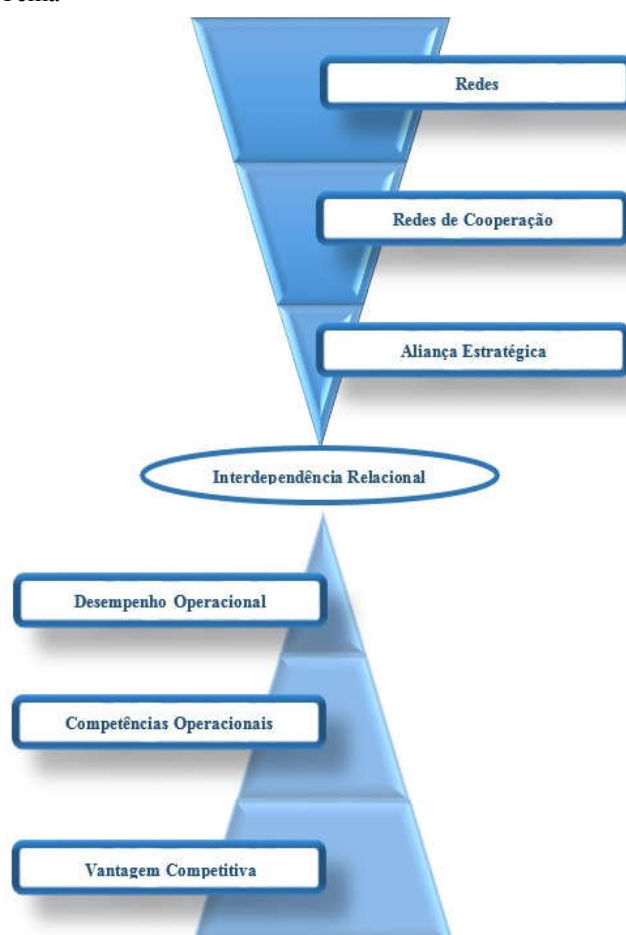 Redes
Redes de Cooperação
Aliança Estratégica
Interdependência Relacional
Desempenho Operacional
Competências Operacionais
Vantagem Competitiva